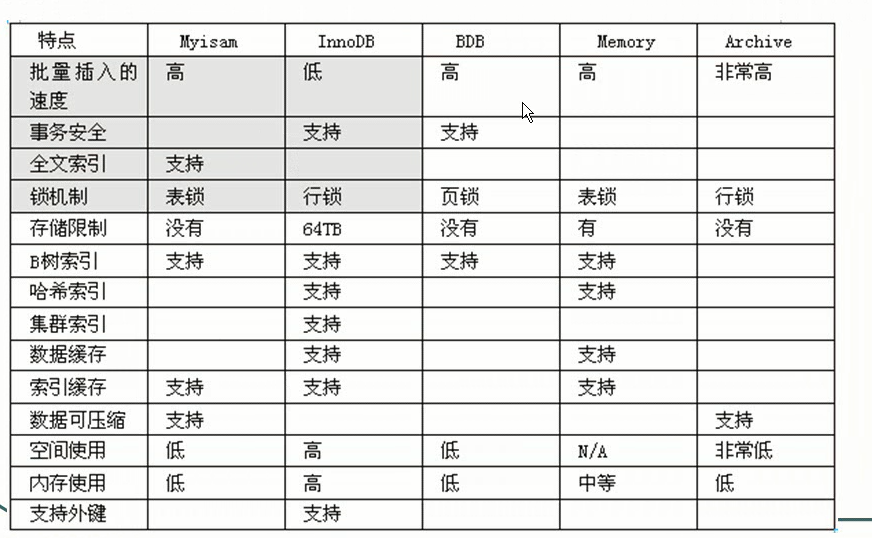 特点 Myisam InnoDB BDB Memory Archive
批量插入的 高 低 高 高 非常高
速度
事务安全 支持 支持
全文索引 支持
锁机制 表锁 行锁 页锁 表锁 行锁
存储限制 没有 64TB 没有 有 没有
B树索引 支持 支持 支持 支持
哈希索引 支持 支持
集群索引 支持
数据缓存 支持 支持
索引缓存 支持 支持 支持
数据可压缩 支持 支持
空间使用 低 高 低 N/A 非常低
内存使用 低 高 低 中等 低
支持外键 支持